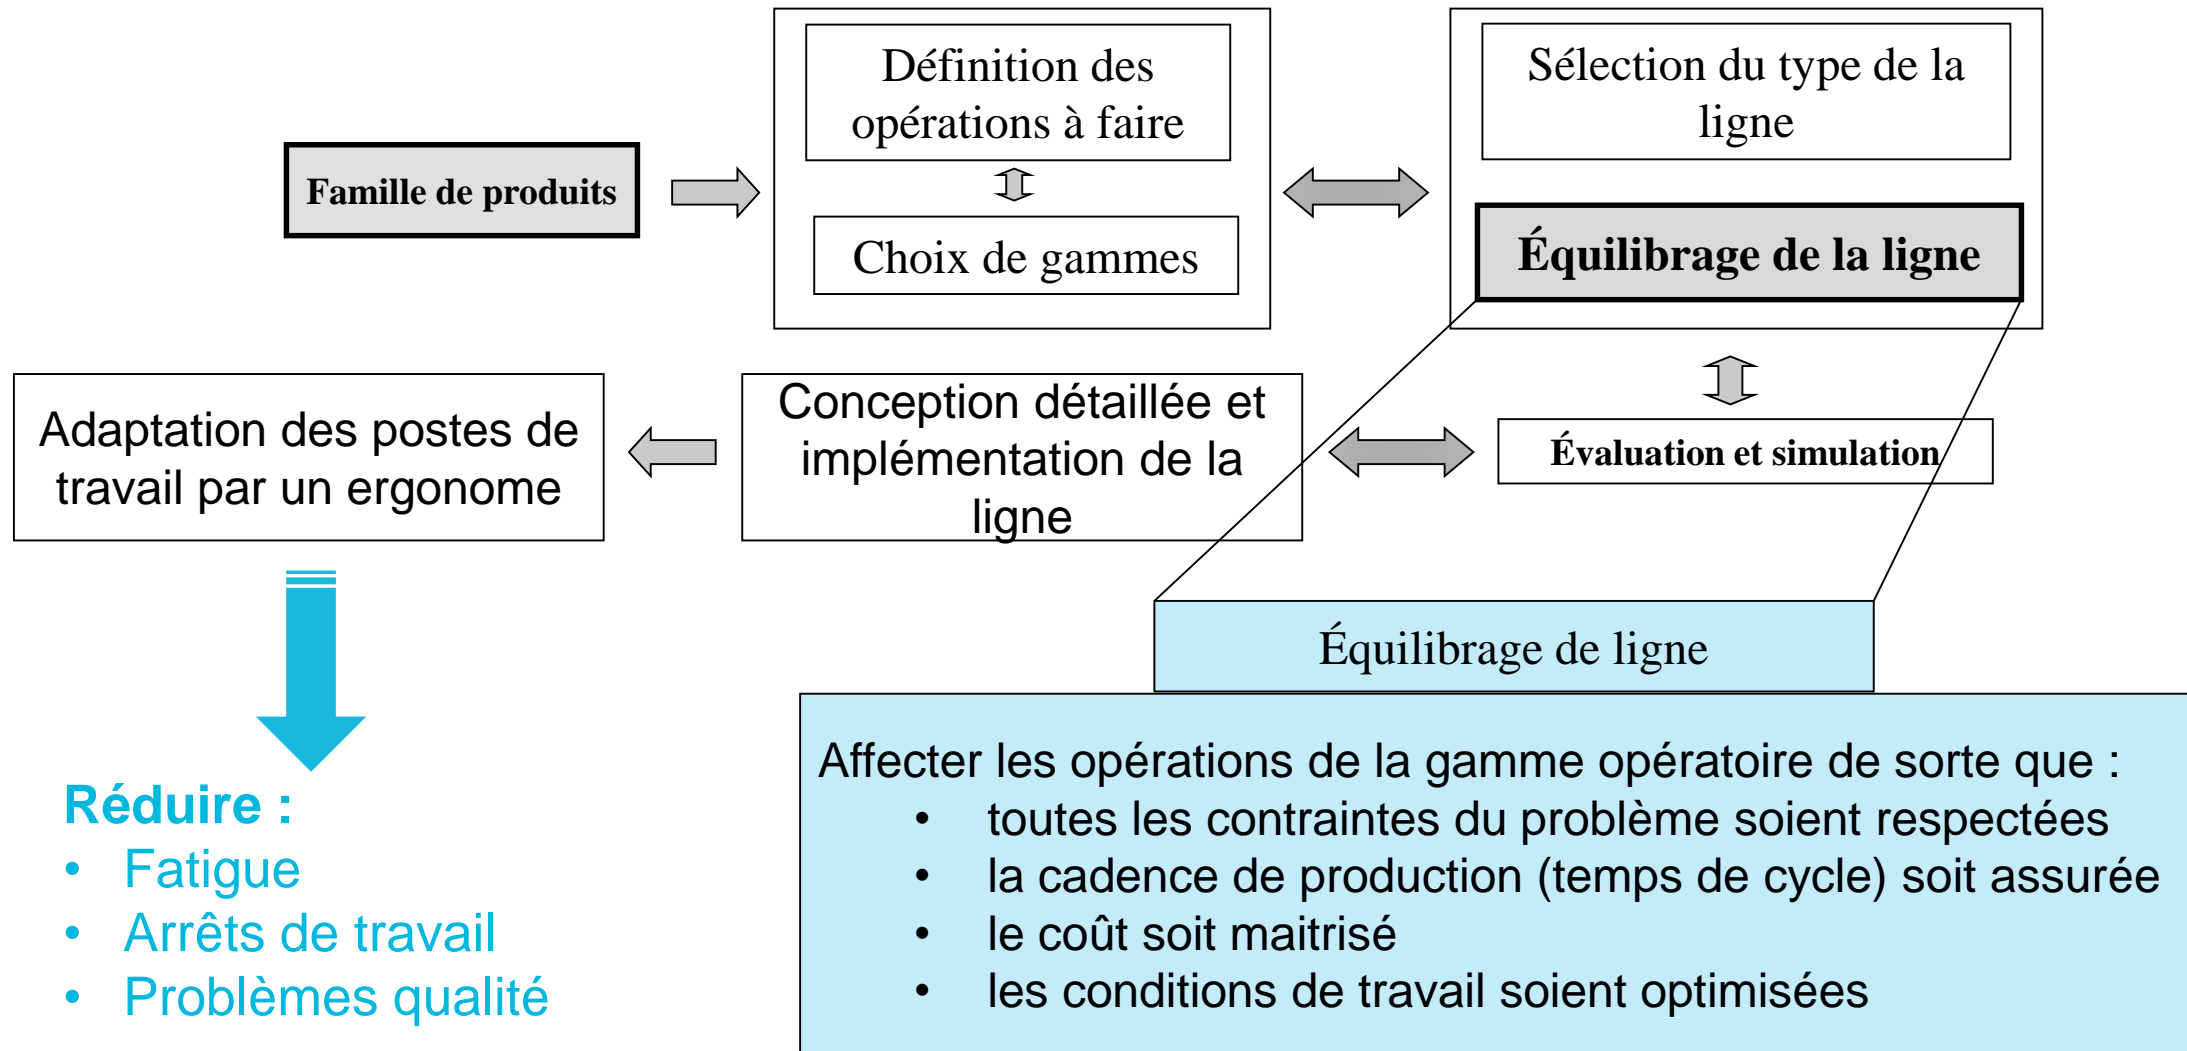 Définition des
opérations à faire
Sélection du type de la
ligne
Famille de produits
Choix de gammes
Équilibrage de la ligne
Adaptation des postes de
travail par un ergonome
Conception détaillée et
implémentation de la
ligne
Évaluation et simulation
Équilibrage de ligne
Réduire :
• Fatigue
• Arrêts de travail
• Problèmes qualité
Affecter les opérations de la gamme opératoire de sorte que :
• toutes les contraintes du problème soient respectées
• la cadence de production (temps de cycle) soit assurée
• le coût soit maitrisé
• les conditions de travail soient optimisées